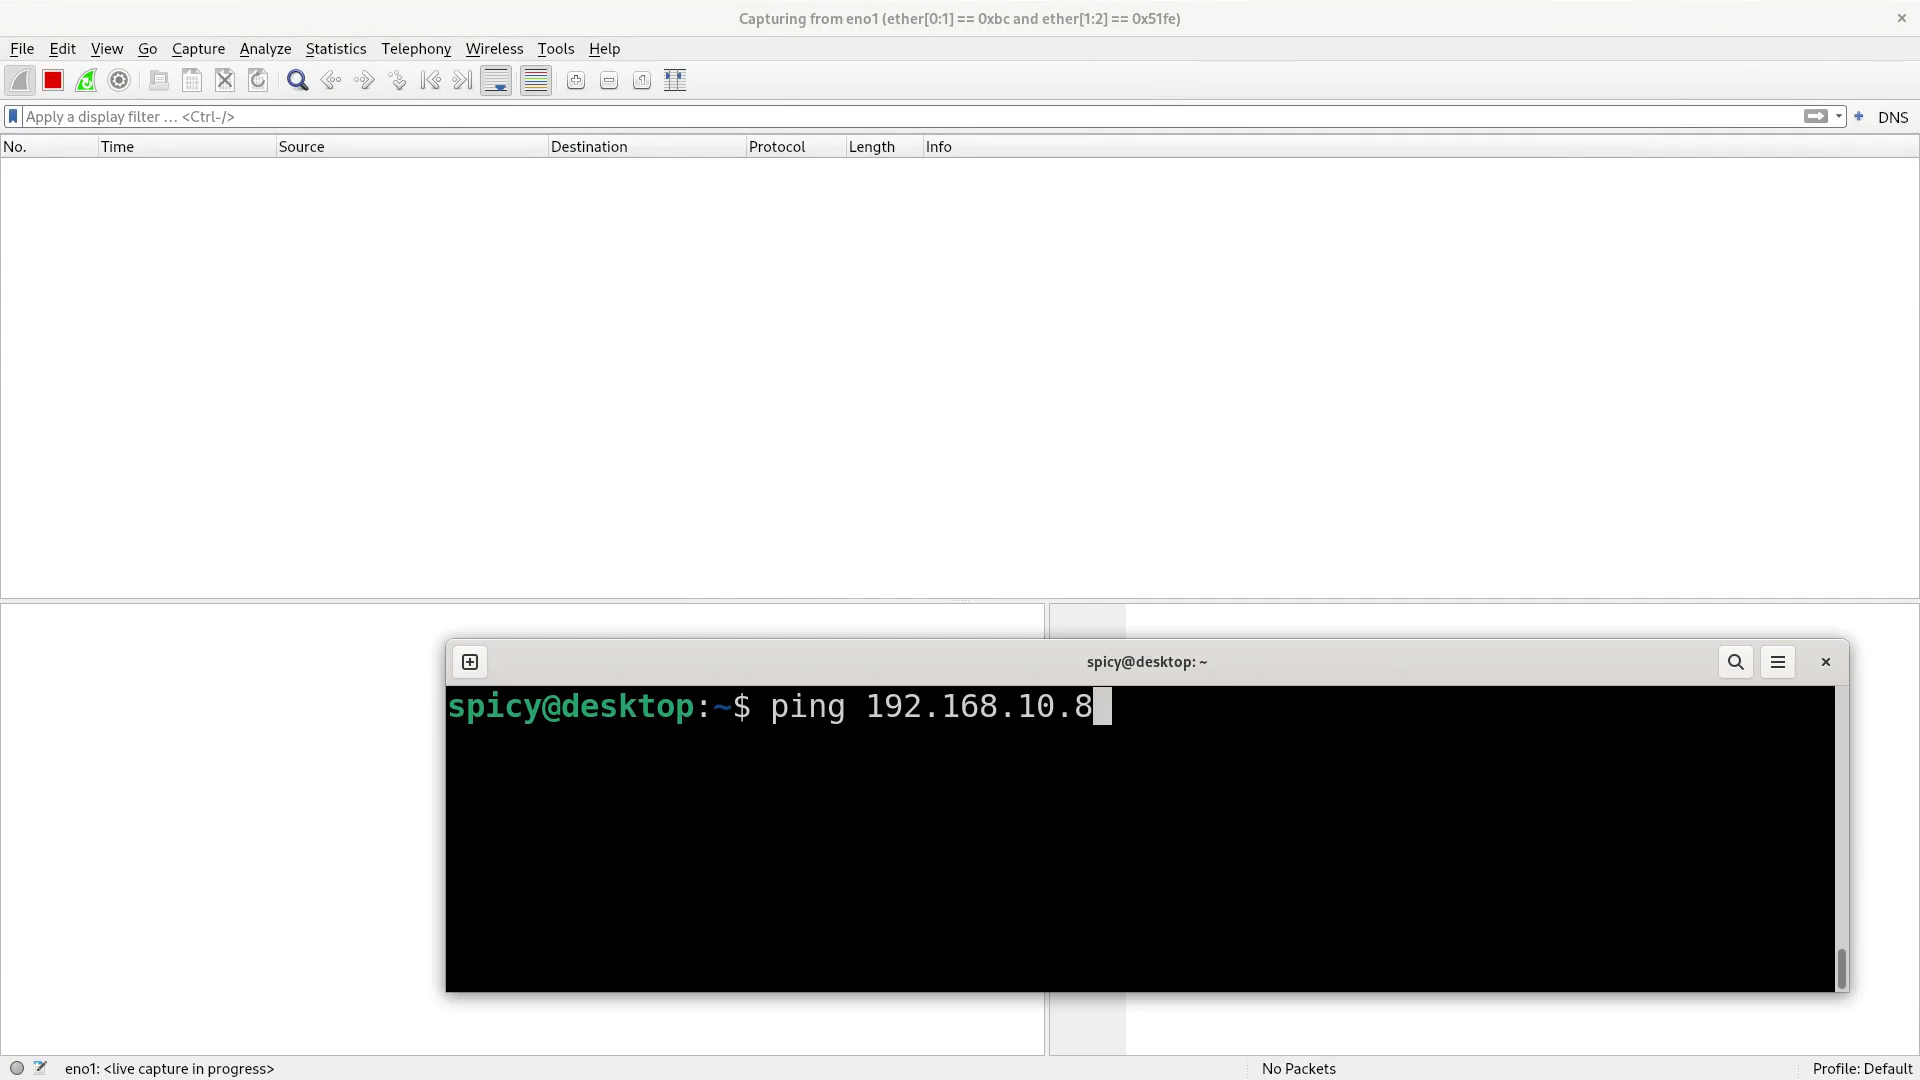 Capturing from eno1 (ether[0:1] == 0xbc and ether[1:2] == 0x51fe)
File Edit View Go Capture Analyze Statistics Telephony Wireless Tools Help
Apply a display filter … <Ctrl-/>
DNS
No. Time Source Destination Protocol Length Info
spicy@desktop: ~
spicy@desktop:~$ ping 192.168.10.8
eno1: <live capture in progress>
No Packets
Profile: Default